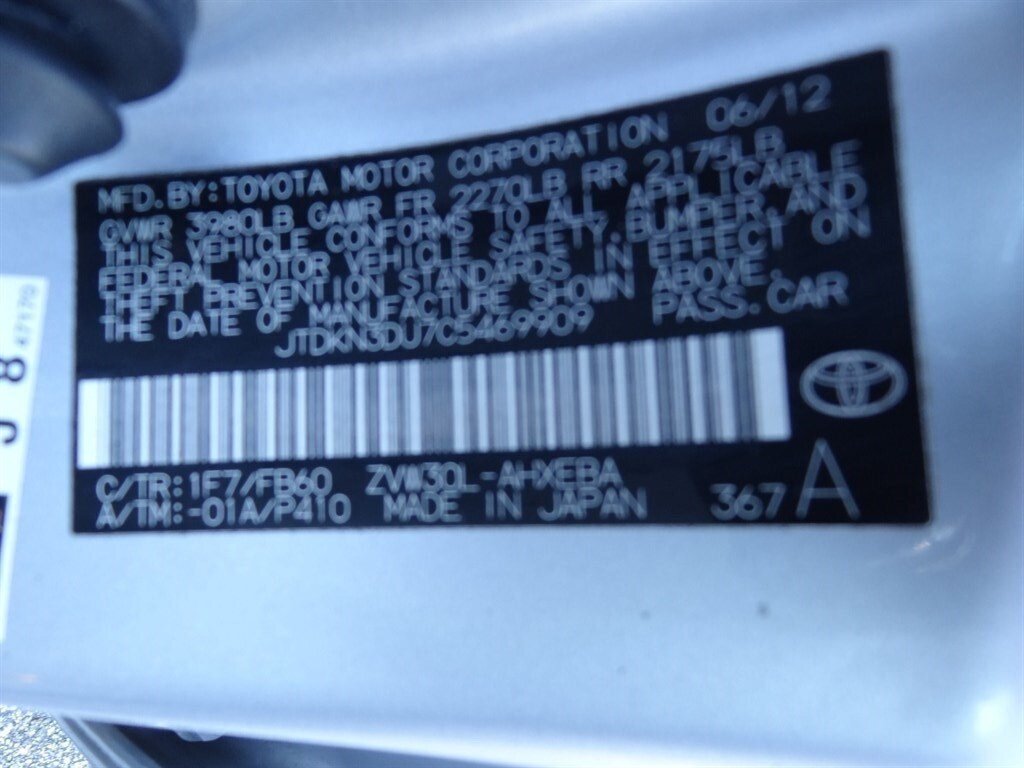 MFD. BY: TOYOTA MOTOR CORPORATION 06/12
GVWR 3980LB GAWR FR 2270LB RR 2175LB
THIS VEHICLE CONFORMS TO ALL APPLICABLE
FEDERAL MOTOR VEHICLE SAFETY, BUMPER, AND
THEFT PREVENTION STANDARDS IN EFFECT ON
THE DATE OF MANUFACTURE SHOWN ABOVE.
JTDKN3DU7C5469909 PASS. CAR
C/TR: 1F7/FB60 ZVW30L-AHXEBA
A/TM: -01A/P410 MADE IN JAPAN 367 A
J 8
47170